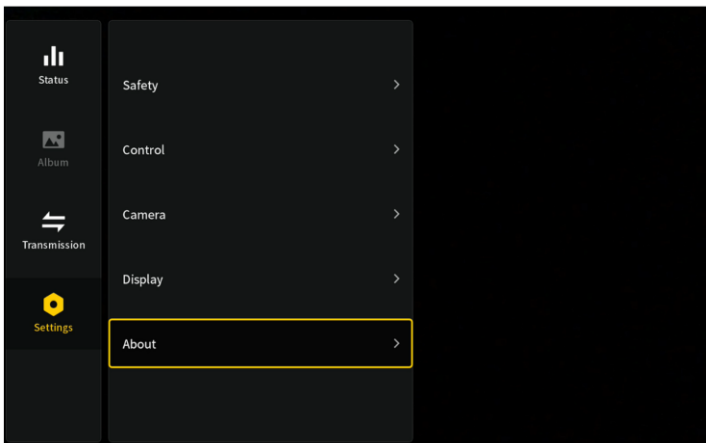 Status
Album
Transmission
Settings
Safety
Control
Camera
Display
About